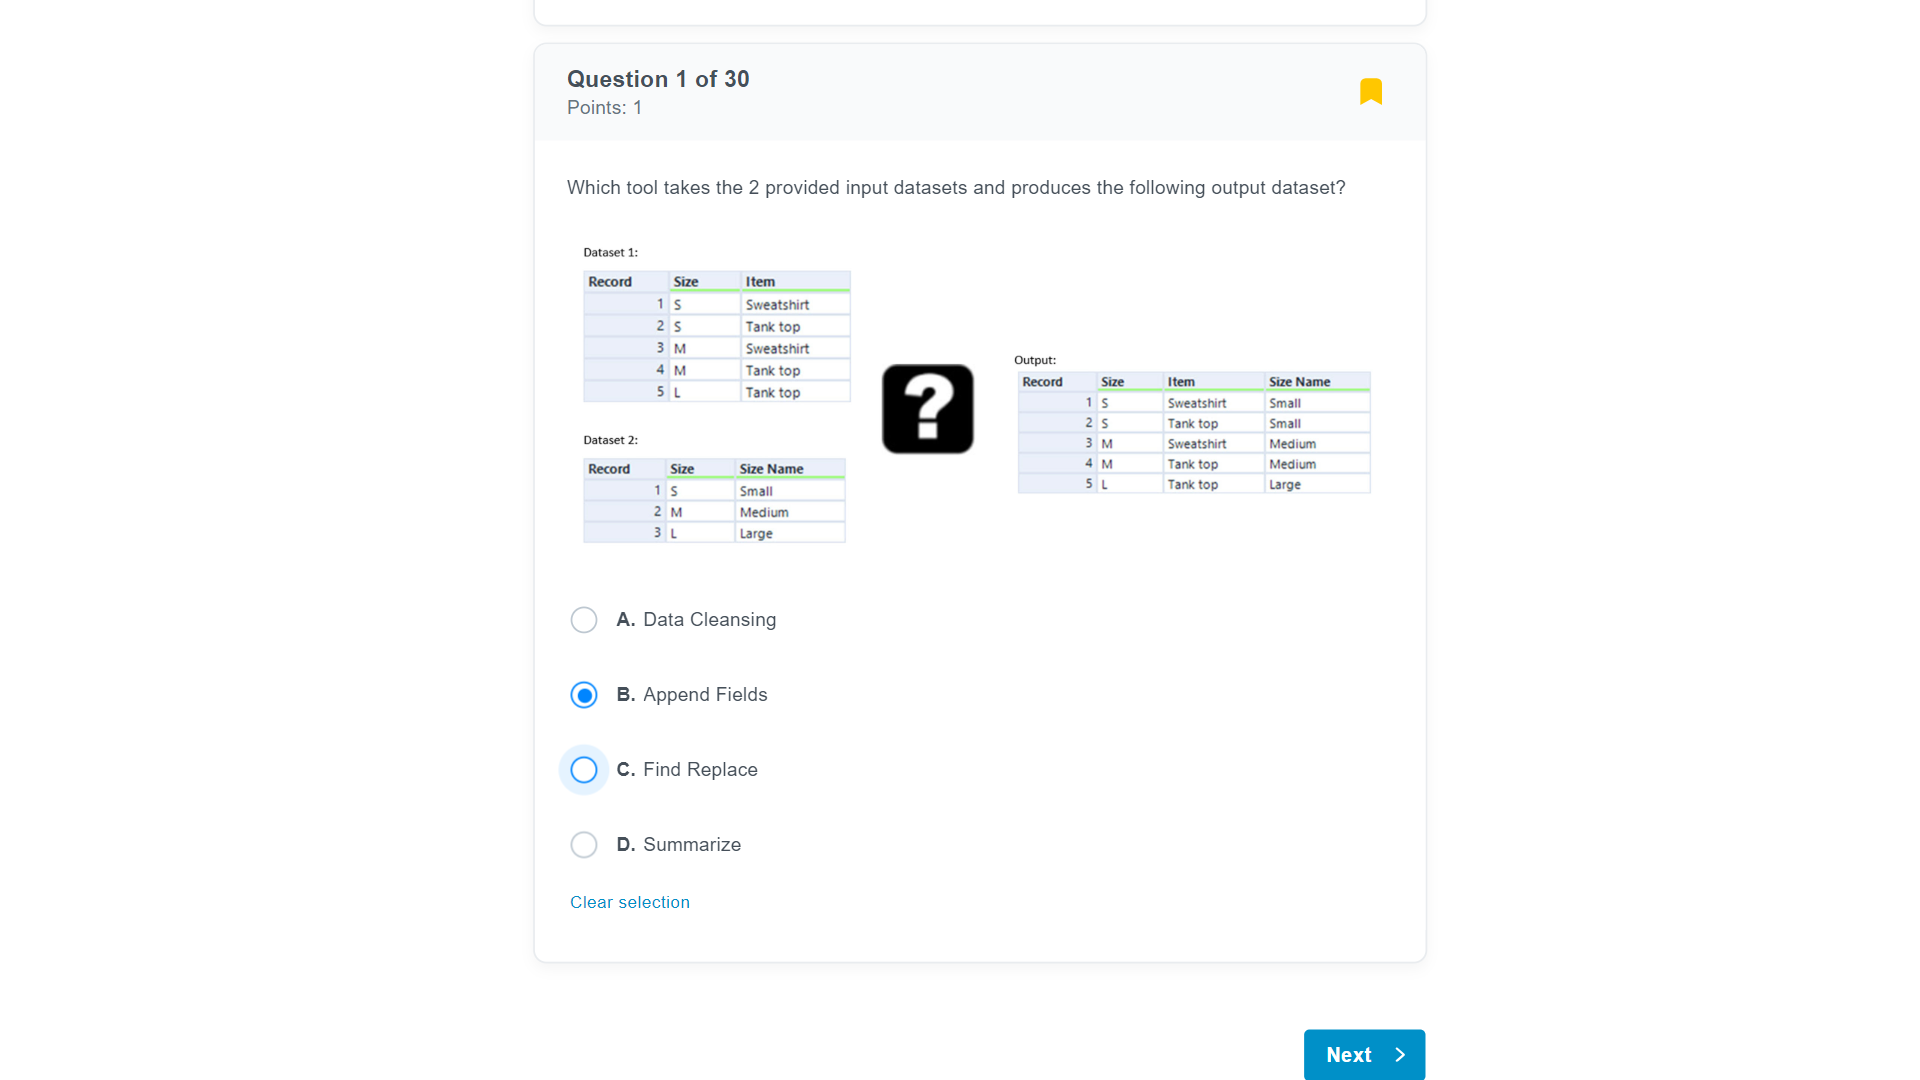 Question 1 of 30
Points: 1
Which tool takes the 2 provided input datasets and produces the following output dataset?
Dataset 1:
Record Size Item
1 S Sweatshirt
2 S Tank top
3 M Sweatshirt
4 M Tank top
5 L Tank top
Dataset 2:
Record Size Size Name
1 S Small
2 M Medium
3 L Large
?
Output:
Record Size Item Size Name
1 S Sweatshirt Small
2 S Tank top Small
3 M Sweatshirt Medium
4 M Tank top Medium
5 L Tank top Large
A. Data Cleansing
B. Append Fields
C. Find Replace
D. Summarize
Clear selection
Next